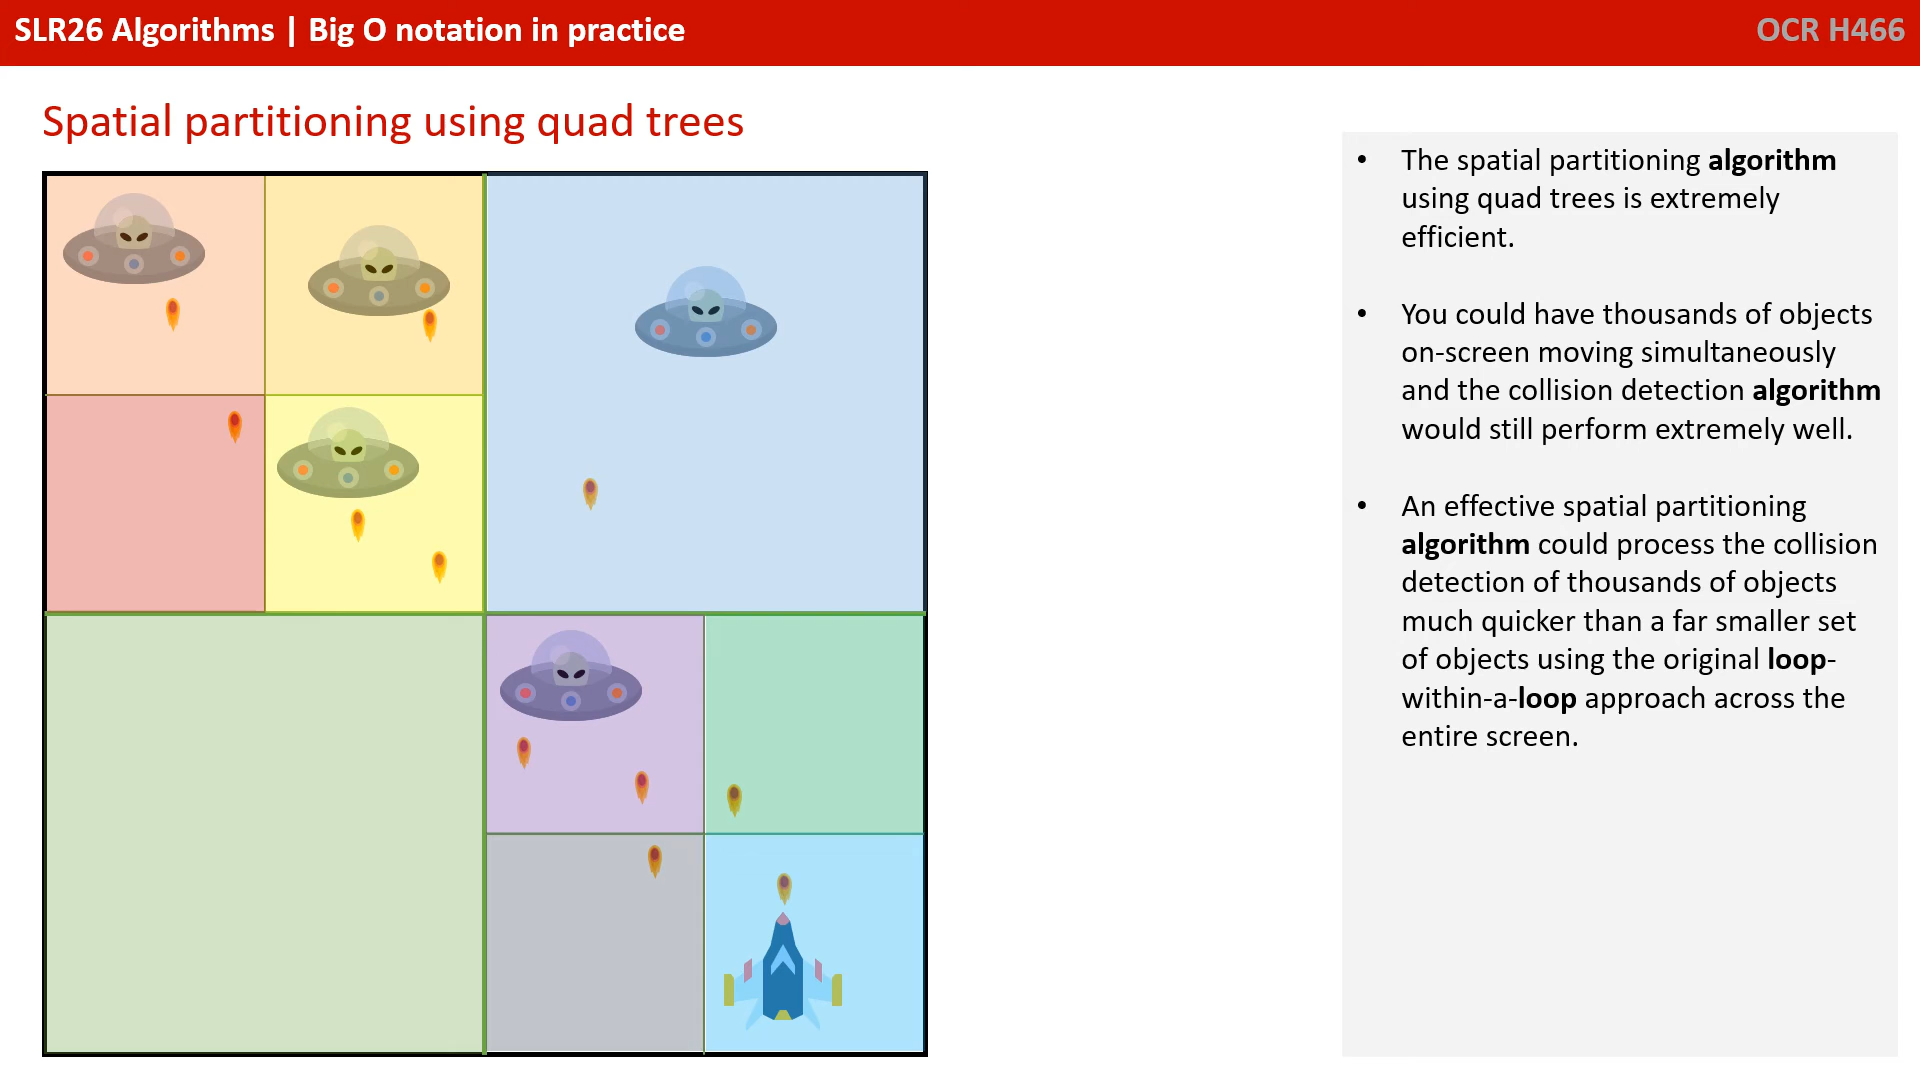 SLR26 Algorithms | Big O notation in practice
OCR H466
Spatial partitioning using quad trees
• The spatial partitioning algorithm
using quad trees is extremely
efficient.
• You could have thousands of objects
on-screen moving simultaneously
and the collision detection algorithm
would still perform extremely well.
• An effective spatial partitioning
algorithm could process the collision
detection of thousands of objects
much quicker than a far smaller set
of objects using the original loop-
within-a-loop approach across the
entire screen.